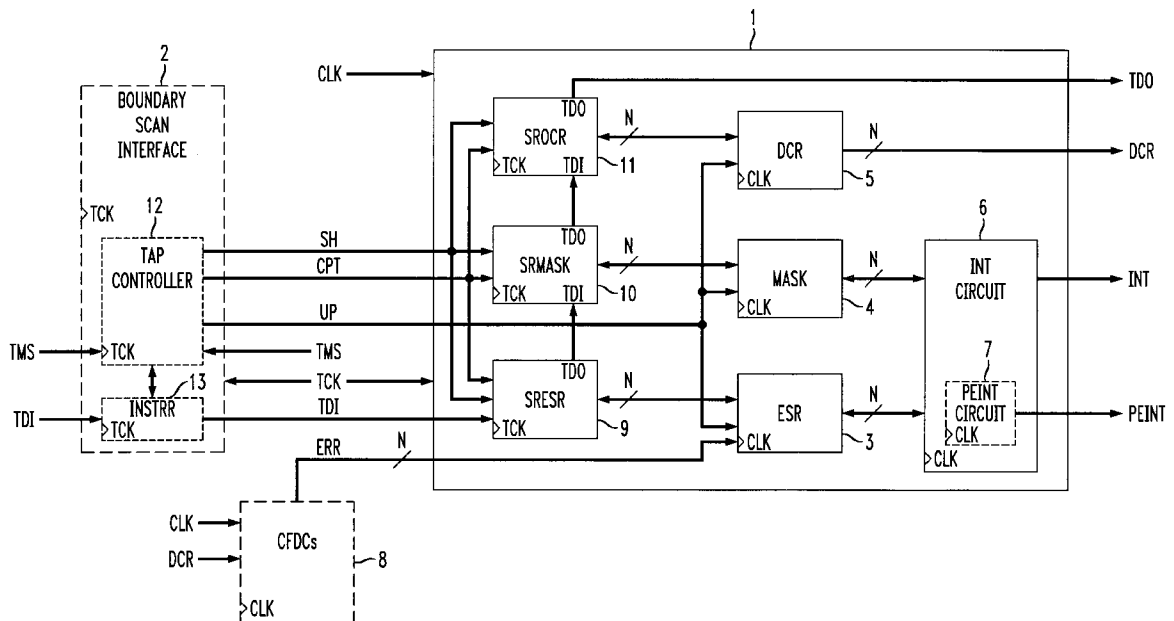 1
2
CLK
BOUNDARY
SCAN
INTERFACE
TCK
12
TAP
CONTROLLER
TCK
13
INSTRR
TCK
TMS
TDI
SH
CPT
UP
TMS
TCK
TDI
ERR
N
CLK
DCR
CFDCs
CLK
8
TDO
SROCR
TCK
TDI
11
N
TDO
SRMASK
TCK
TDI
10
N
TDO
SRESR
TCK
9
N
DCR
CLK
5
N
MASK
CLK
4
N
ESR
CLK
3
N
6
INT
CIRCUIT
7
PEINT
CIRCUIT
CLK
CLK
TDO
DCR
INT
PEINT